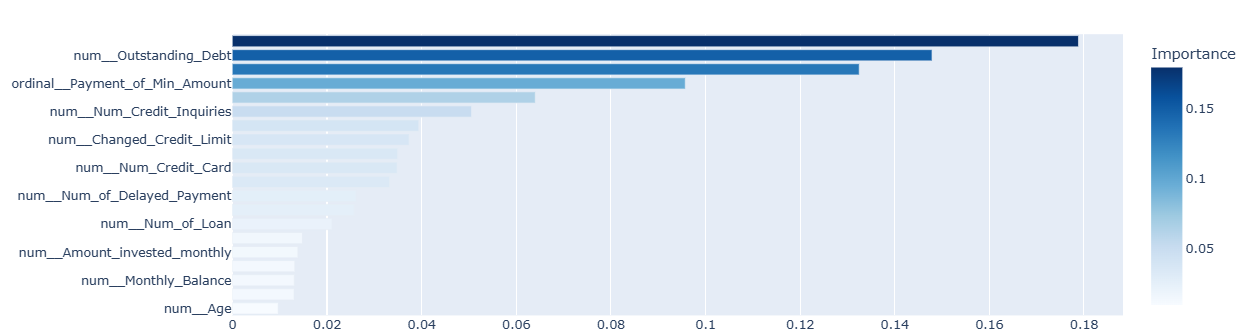 Importance
num__Outstanding_Debt
ordinal__Payment_of_Min_Amount
num__Num_Credit_Inquiries
num__Changed_Credit_Limit
num__Num_Credit_Card
num__Num_of_Delayed_Payment
num__Num_of_Loan
num__Amount_invested_monthly
num__Monthly_Balance
num__Age
0 0.02 0.04 0.06 0.08 0.1 0.12 0.14 0.16 0.18
0.15
0.1
0.05